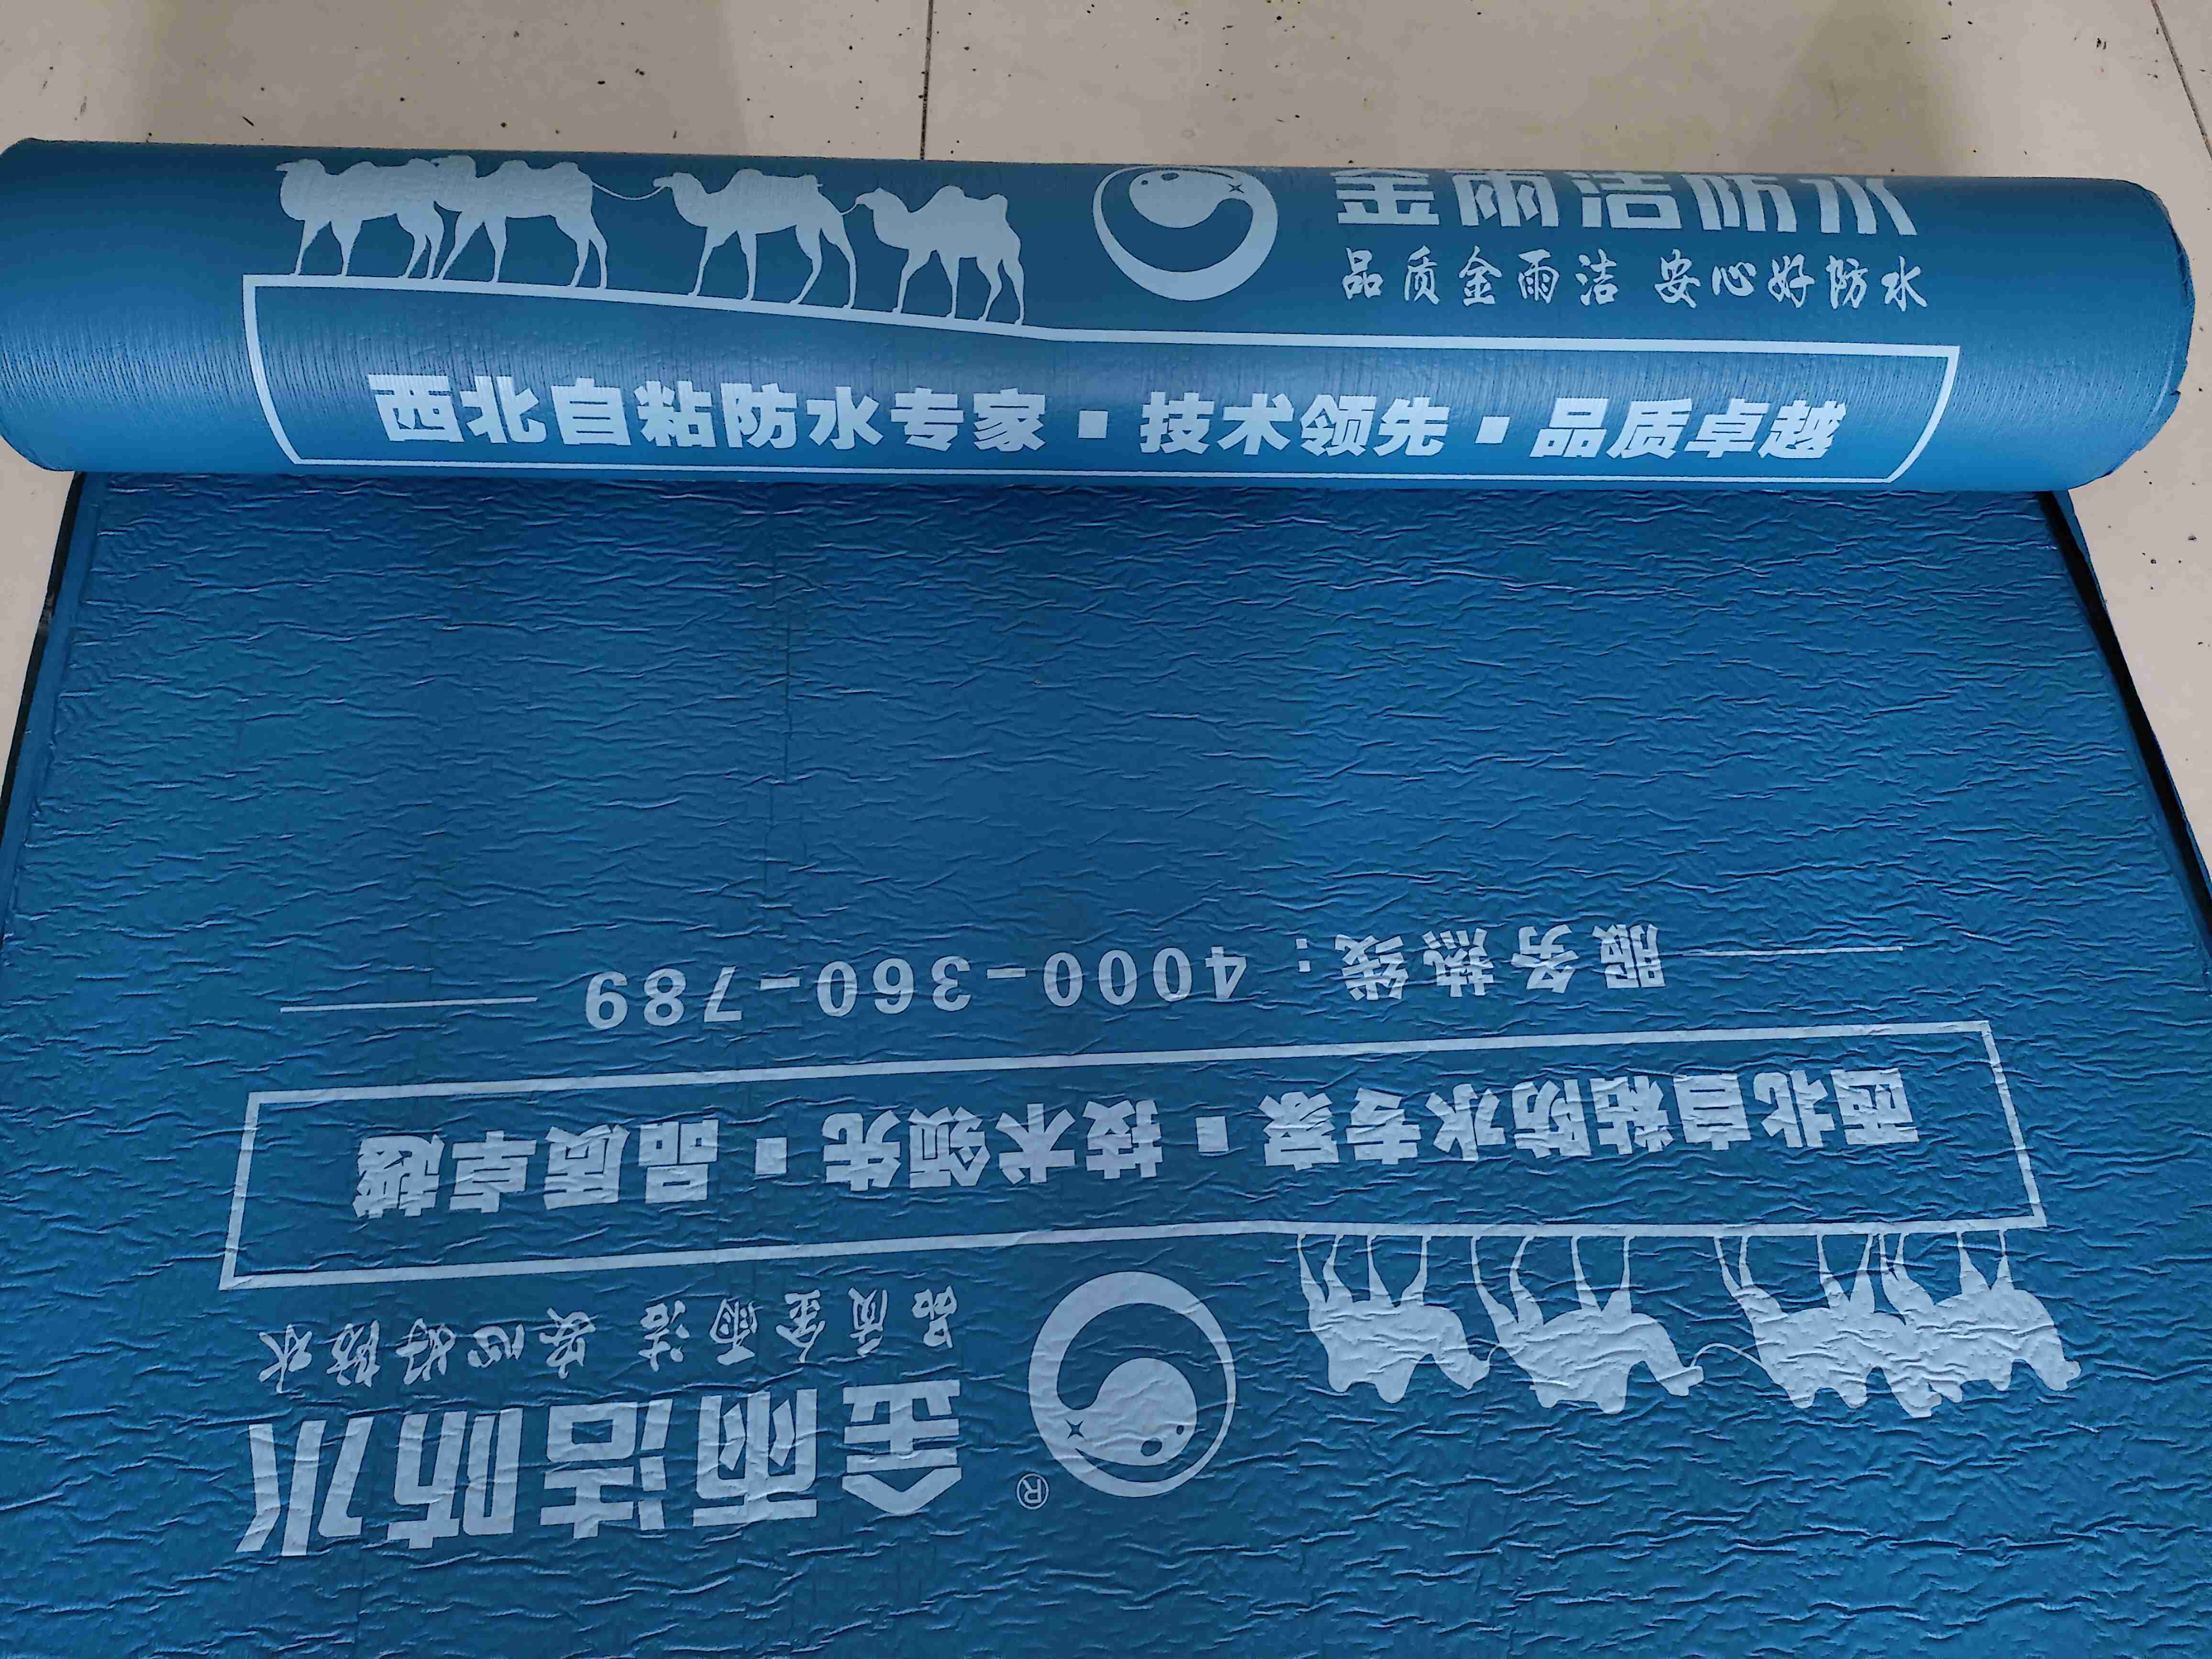 金雨洁防水
品质金雨洁 安心好防水
西北自粘防水专家▪技术领先▪品质卓越
服务热线：4000-360-789
西北自粘防水专家▪技术领先▪品质卓越
品质金雨洁 安心好防水
金雨洁防水®